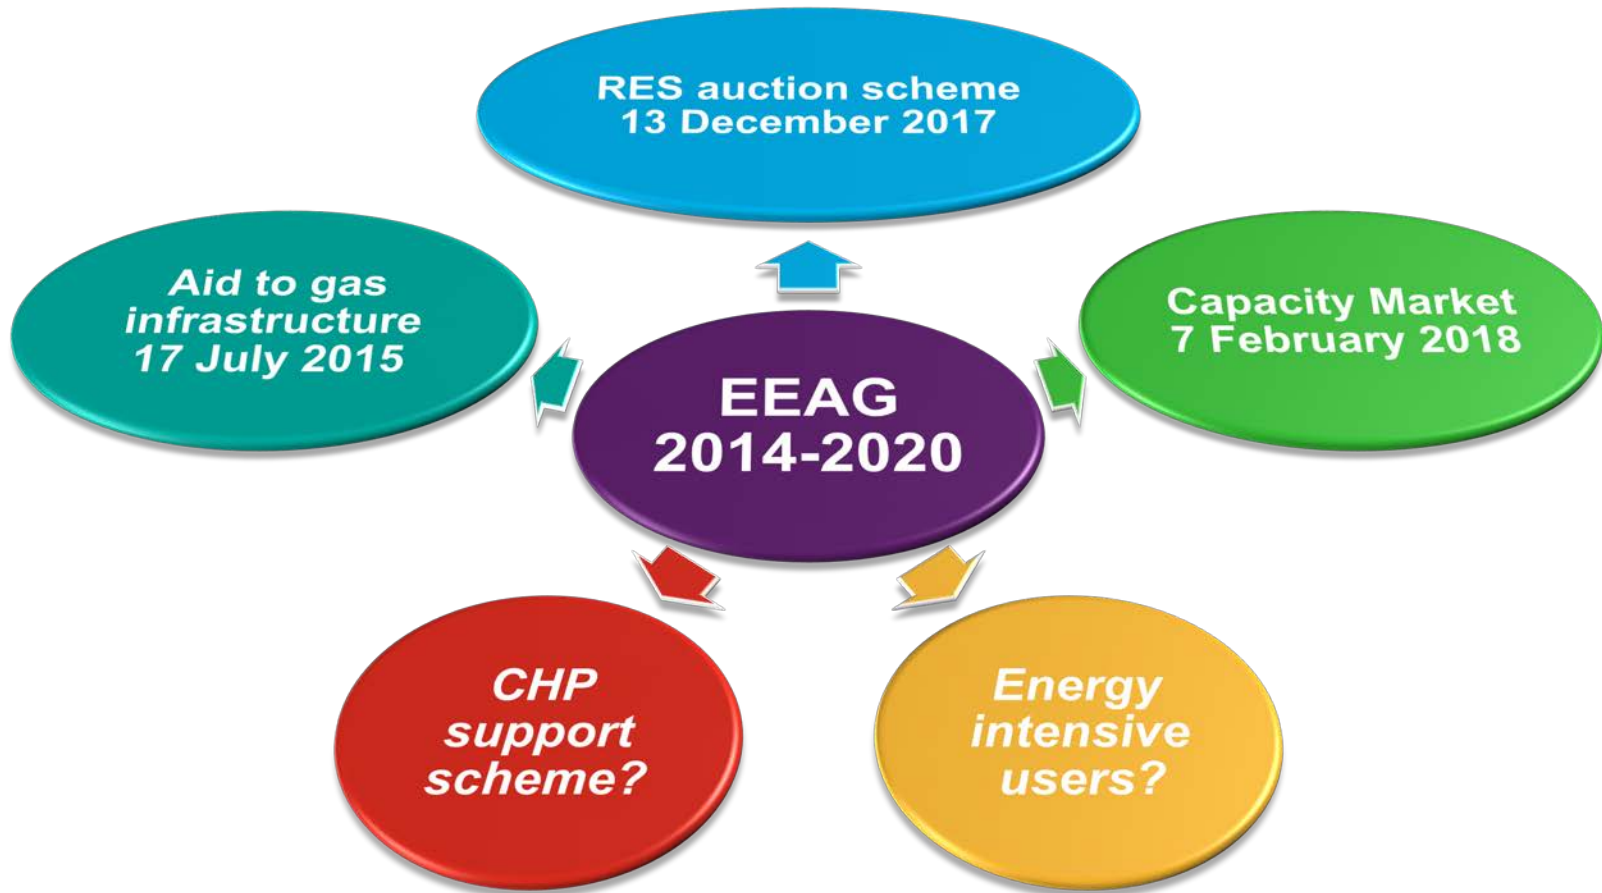 RES auction scheme
13 December 2017
Aid to gas
infrastructure
17 July 2015
Capacity Market
7 February 2018
EEAG
2014-2020
CHP
support
scheme?
Energy
intensive
users?